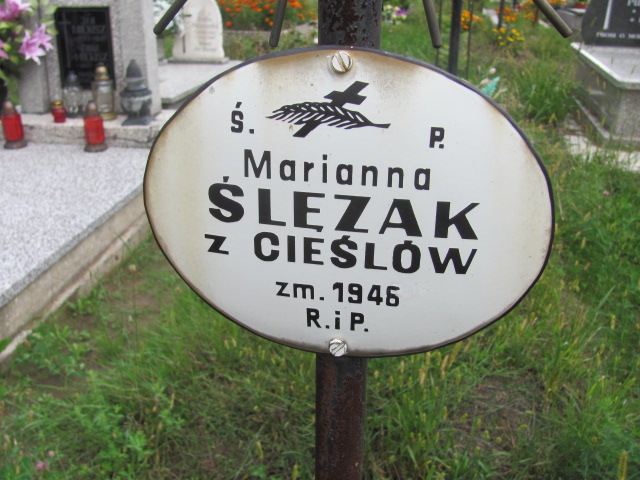 Ś. P.
Marianna
ŚLĘZAK
z CIEŚLÓW
zm. 1946
R. i P.